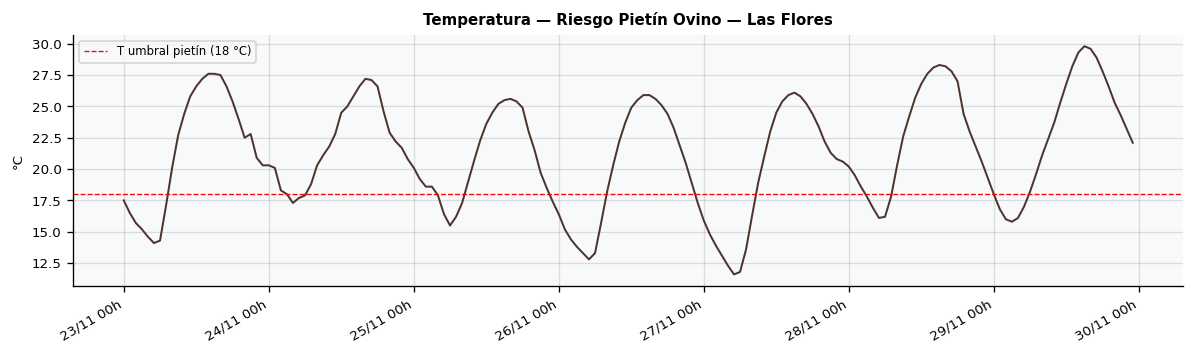 Temperatura — Riesgo Pietín Ovino — Las Flores
T umbral pietín (18 °C)
°C
30.0
27.5
25.0
22.5
20.0
17.5
15.0
12.5
23/11 00h
24/11 00h
25/11 00h
26/11 00h
27/11 00h
28/11 00h
29/11 00h
30/11 00h